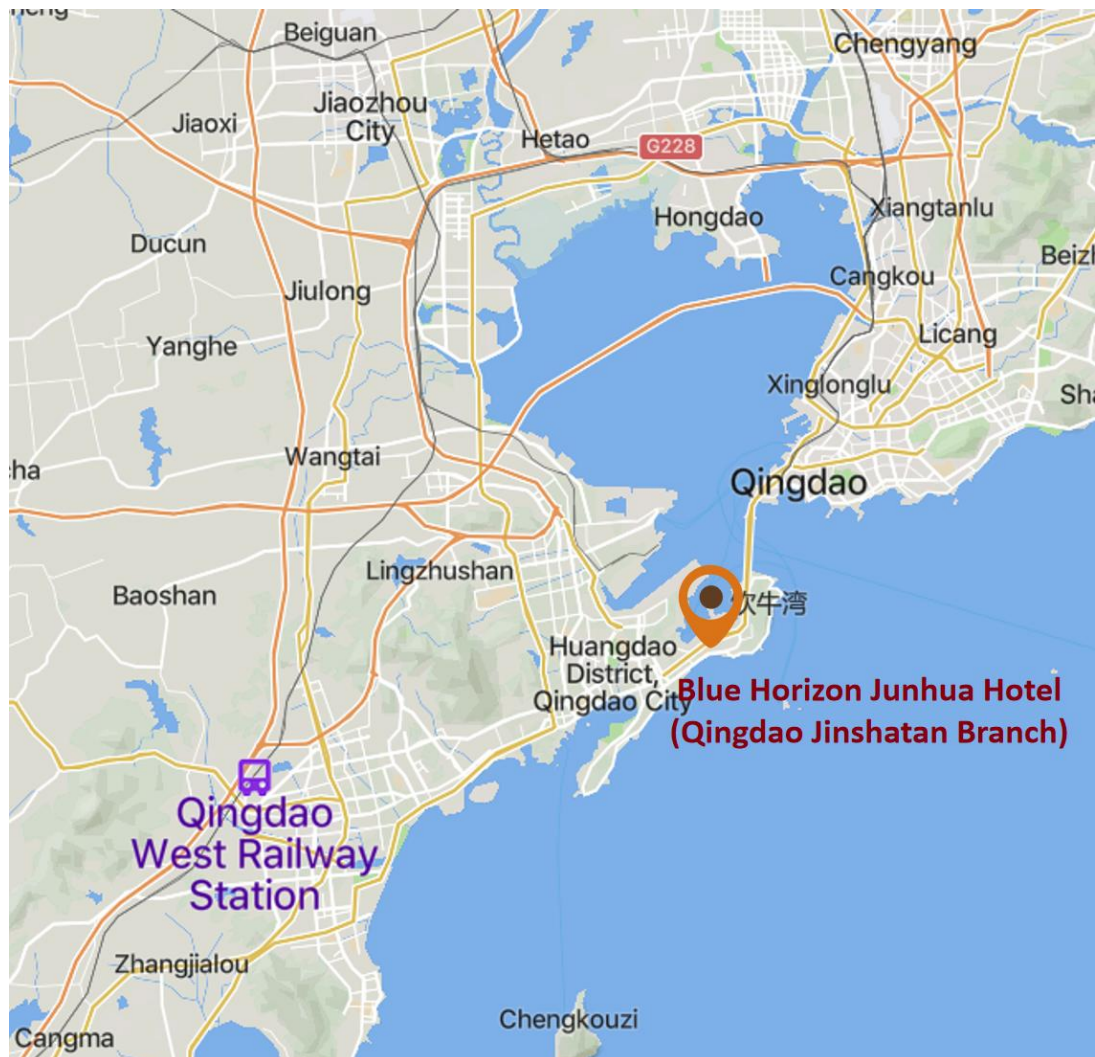 Beiguan
Chengyang
Jiaozhou
City
Jiaoxi
Hetao
G228
Hongdao
Xiangtanlu
Ducun
Beizh
Cangkou
Jiulong
Licang
Yanghe
Xinglonglu
Sha
Wangtai
cha
Qingdao
Lingzhushan
Baoshan
牛湾
Huangdao
District,
Qingdao City
Blue Horizon Junhua Hotel
(Qingdao Jinshatan Branch)
Qingdao
West Railway
Station
Zhangjialou
Chengkouzi
Cangma